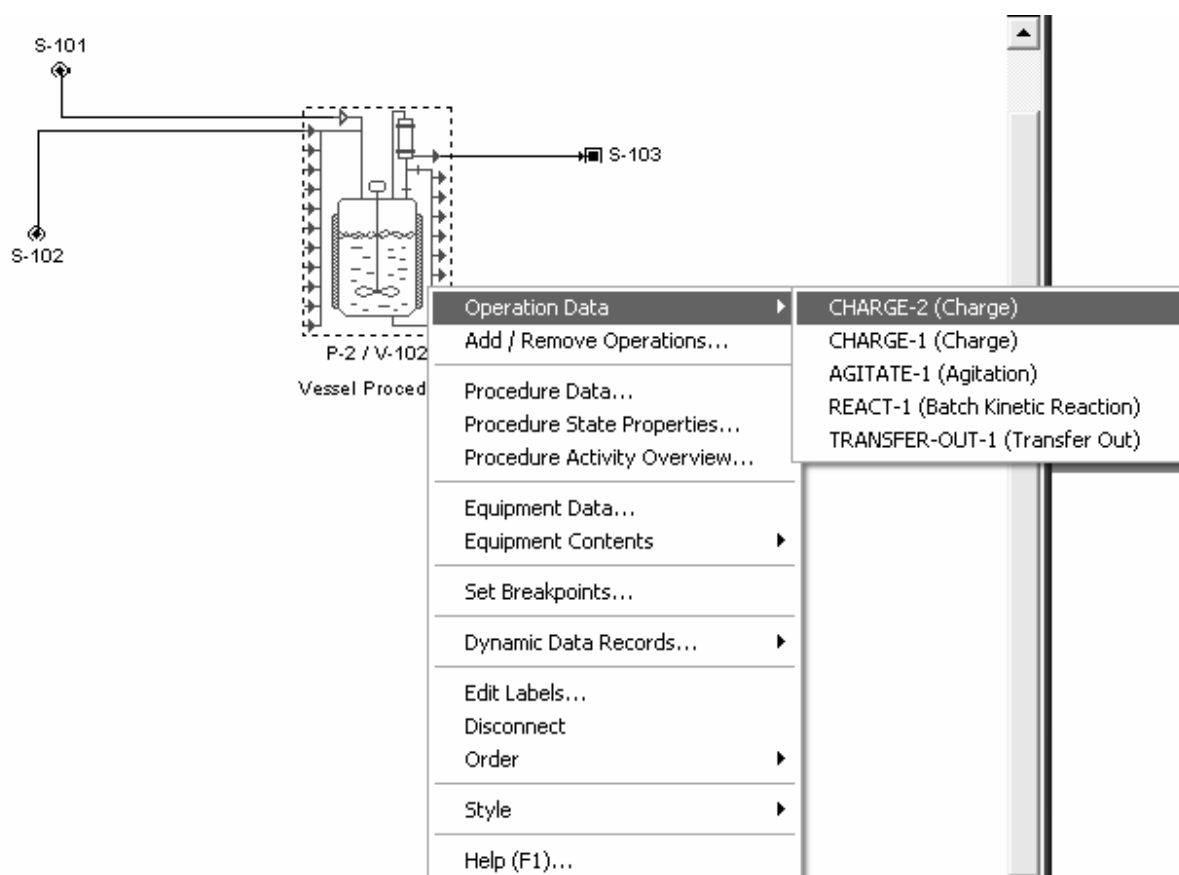 S-101
S-103
S-102
P-2 / V-102
Vessel Proced
Operation Data
Add / Remove Operations...
Procedure Data...
Procedure State Properties...
Procedure Activity Overview...
Equipment Data...
Equipment Contents
Set Breakpoints...
Dynamic Data Records...
Edit Labels...
Disconnect
Order
Style
Help (F1)...
CHARGE-2 (Charge)
CHARGE-1 (Charge)
AGITATE-1 (Agitation)
REACT-1 (Batch Kinetic Reaction)
TRANSFER-OUT-1 (Transfer Out)